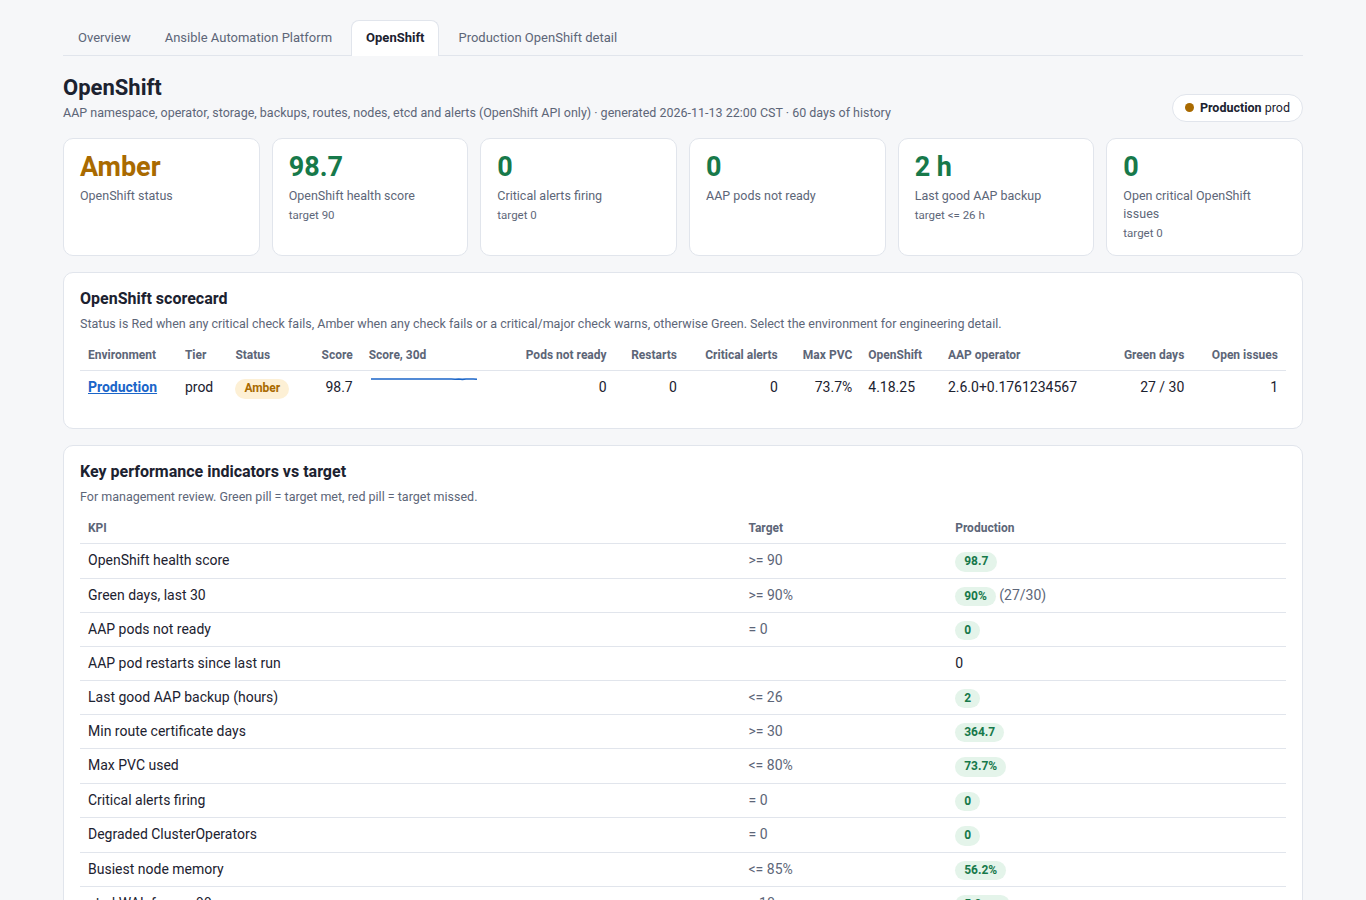 Overview Ansible Automation Platform OpenShift Production OpenShift detail
OpenShift
AAP namespace, operator, storage, backups, routes, nodes, etcd and alerts (OpenShift API only) · generated 2026-11-13 22:00 CST · 60 days of history
Production prod
Amber
OpenShift status
98.7
OpenShift health score
target 90
0
Critical alerts firing
target 0
0
AAP pods not ready
2 h
Last good AAP backup
target <= 26 h
0
Open critical OpenShift
issues
target 0
OpenShift scorecard
Status is Red when any critical check fails, Amber when any check fails or a critical/major check warns, otherwise Green. Select the environment for engineering detail.
Environment Tier Status Score Score, 30d Pods not ready Restarts Critical alerts Max PVC OpenShift AAP operator Green days Open issues
Production prod Amber 98.7 0 0 0 73.7% 4.18.25 2.6.0+0.1761234567 27 / 30 1
Key performance indicators vs target
For management review. Green pill = target met, red pill = target missed.
KPI Target Production
OpenShift health score >= 90 98.7
Green days, last 30 >= 90% 90% (27/30)
AAP pods not ready = 0 0
AAP pod restarts since last run 0
Last good AAP backup (hours) <= 26 2
Min route certificate days >= 30 364.7
Max PVC used <= 80% 73.7%
Critical alerts firing = 0 0
Degraded ClusterOperators = 0 0
Busiest node memory <= 85% 56.2%